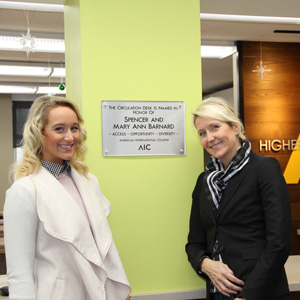 The Circulation Desk is Named in
Honor of
Spencer and
Mary Ann Barnard
Access - Opportunity - Diversity
American International College
AIC
HIGHE
HIGHE